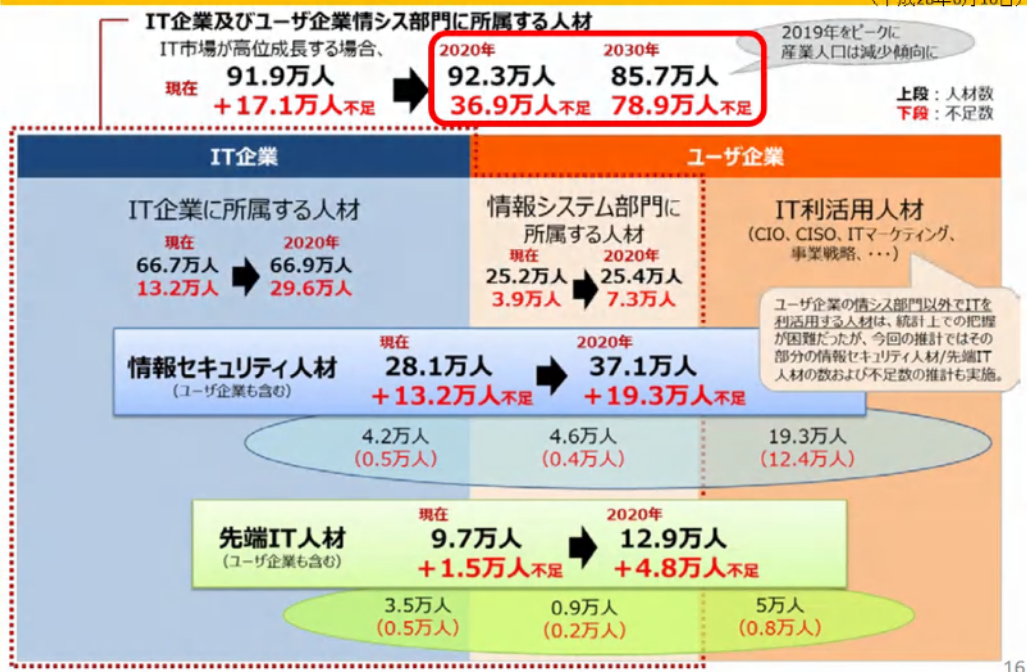 (平成28年6月10日)
IT企業及びユーザ企業情シス部門に所属する人材
IT市場が高位成長する場合、
現在
91.9万人
+17.1万人不足
2020年
92.3万人
36.9万人不足
2030年
85.7万人
78.9万人不足
2019年をピークに
産業人口は減少傾向に
上段：人材数
下段：不足数
IT企業
ユーザ企業
IT企業に所属する人材
現在
66.7万人
13.2万人
2020年
66.9万人
29.6万人
情報システム部門に
所属する人材
現在
25.2万人
3.9万人
2020年
25.4万人
7.3万人
IT利活用人材
(CIO、CISO、ITマーケティング、
事業戦略、・・・)
ユーザ企業の情シス部門以外でITを
利活用する人材は、統計上での把握
が困難だったが、今回の推計ではその
部分の情報セキュリティ人材/先端IT
人材の数および不足数の推計も実施。
情報セキュリティ人材
(ユーザ企業も含む)
現在
28.1万人
+13.2万人不足
2020年
37.1万人
+19.3万人不足
4.2万人
(0.5万人)
4.6万人
(0.4万人)
19.3万人
(12.4万人)
先端IT人材
(ユーザ企業も含む)
現在
9.7万人
+1.5万人不足
2020年
12.9万人
+4.8万人不足
3.5万人
(0.5万人)
0.9万人
(0.2万人)
5万人
(0.8万人)
16